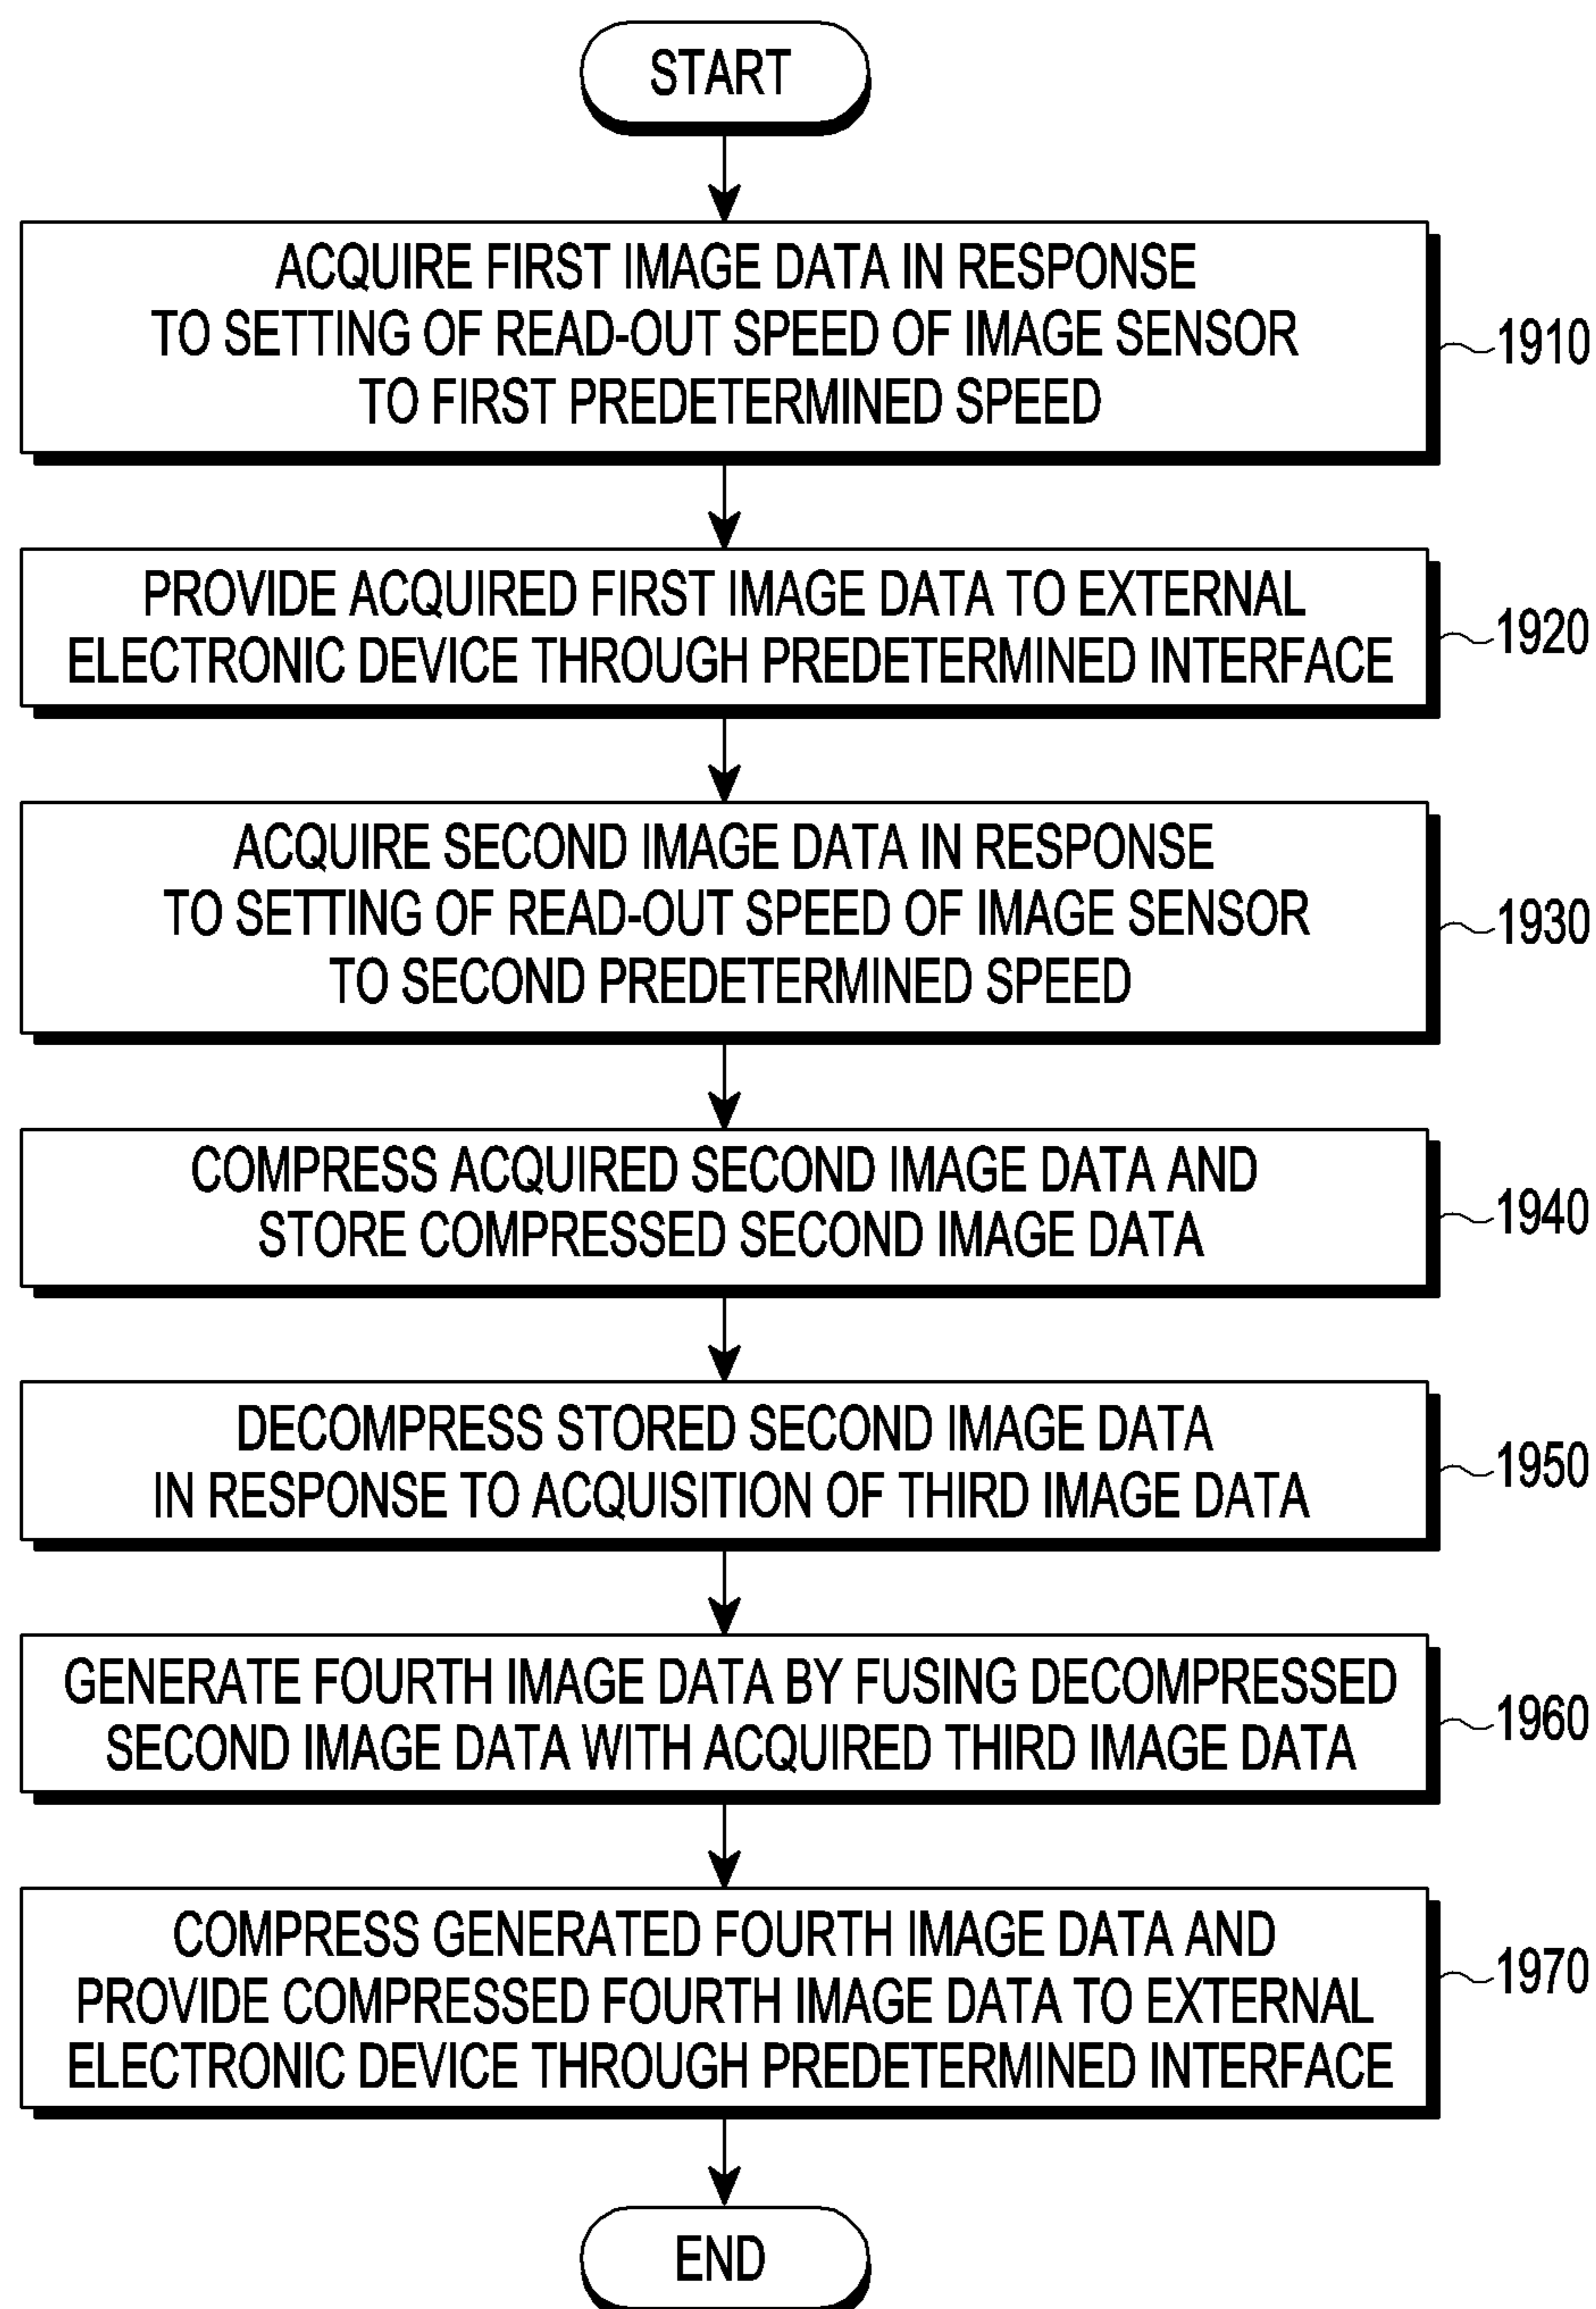 START
ACQUIRE FIRST IMAGE DATA IN RESPONSE
TO SETTING OF READ-OUT SPEED OF IMAGE SENSOR
TO FIRST PREDETERMINED SPEED
1910
PROVIDE ACQUIRED FIRST IMAGE DATA TO EXTERNAL
ELECTRONIC DEVICE THROUGH PREDETERMINED INTERFACE
1920
ACQUIRE SECOND IMAGE DATA IN RESPONSE
TO SETTING OF READ-OUT SPEED OF IMAGE SENSOR
TO SECOND PREDETERMINED SPEED
1930
COMPRESS ACQUIRED SECOND IMAGE DATA AND
STORE COMPRESSED SECOND IMAGE DATA
1940
DECOMPRESS STORED SECOND IMAGE DATA
IN RESPONSE TO ACQUISITION OF THIRD IMAGE DATA
1950
GENERATE FOURTH IMAGE DATA BY FUSING DECOMPRESSED
SECOND IMAGE DATA WITH ACQUIRED THIRD IMAGE DATA
1960
COMPRESS GENERATED FOURTH IMAGE DATA AND
PROVIDE COMPRESSED FOURTH IMAGE DATA TO EXTERNAL
ELECTRONIC DEVICE THROUGH PREDETERMINED INTERFACE
1970
END